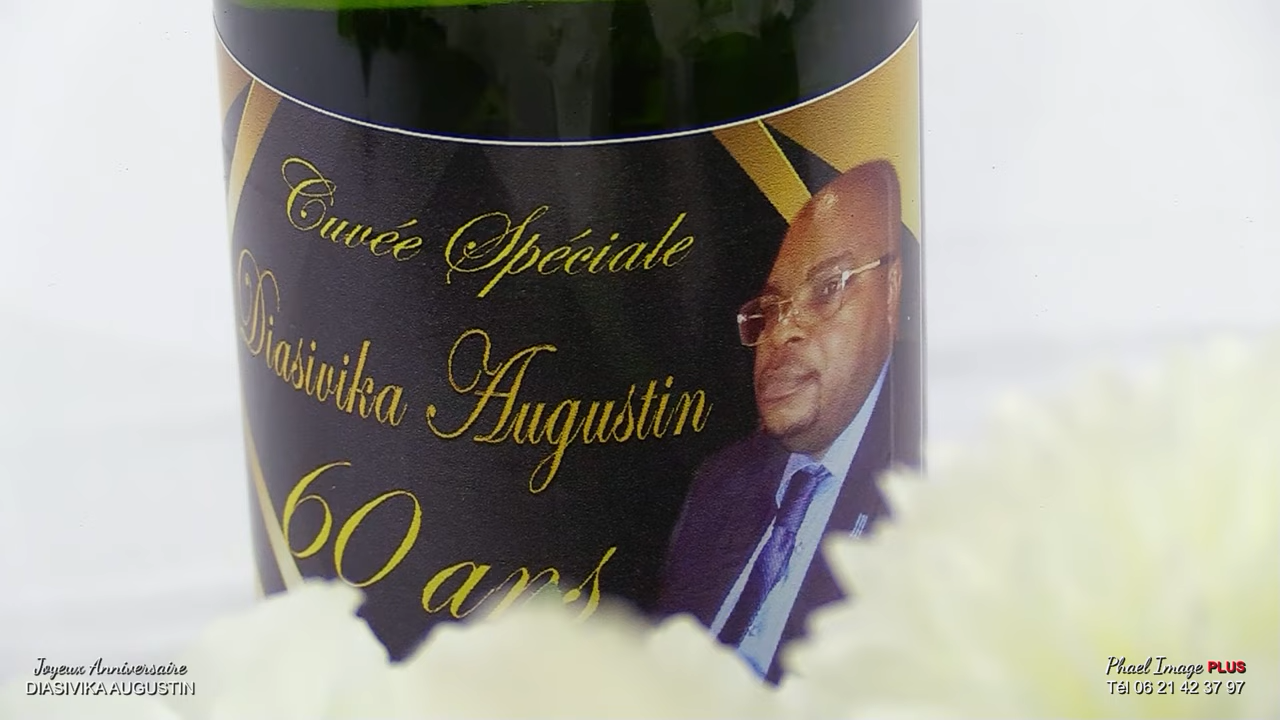 Cuvée Spéciale
Diasivika Augustin
60 ans
Joyeux Anniversaire
DIASIVIKA AUGUSTIN
Phael Image PLUS
Tél 06 21 42 37 97